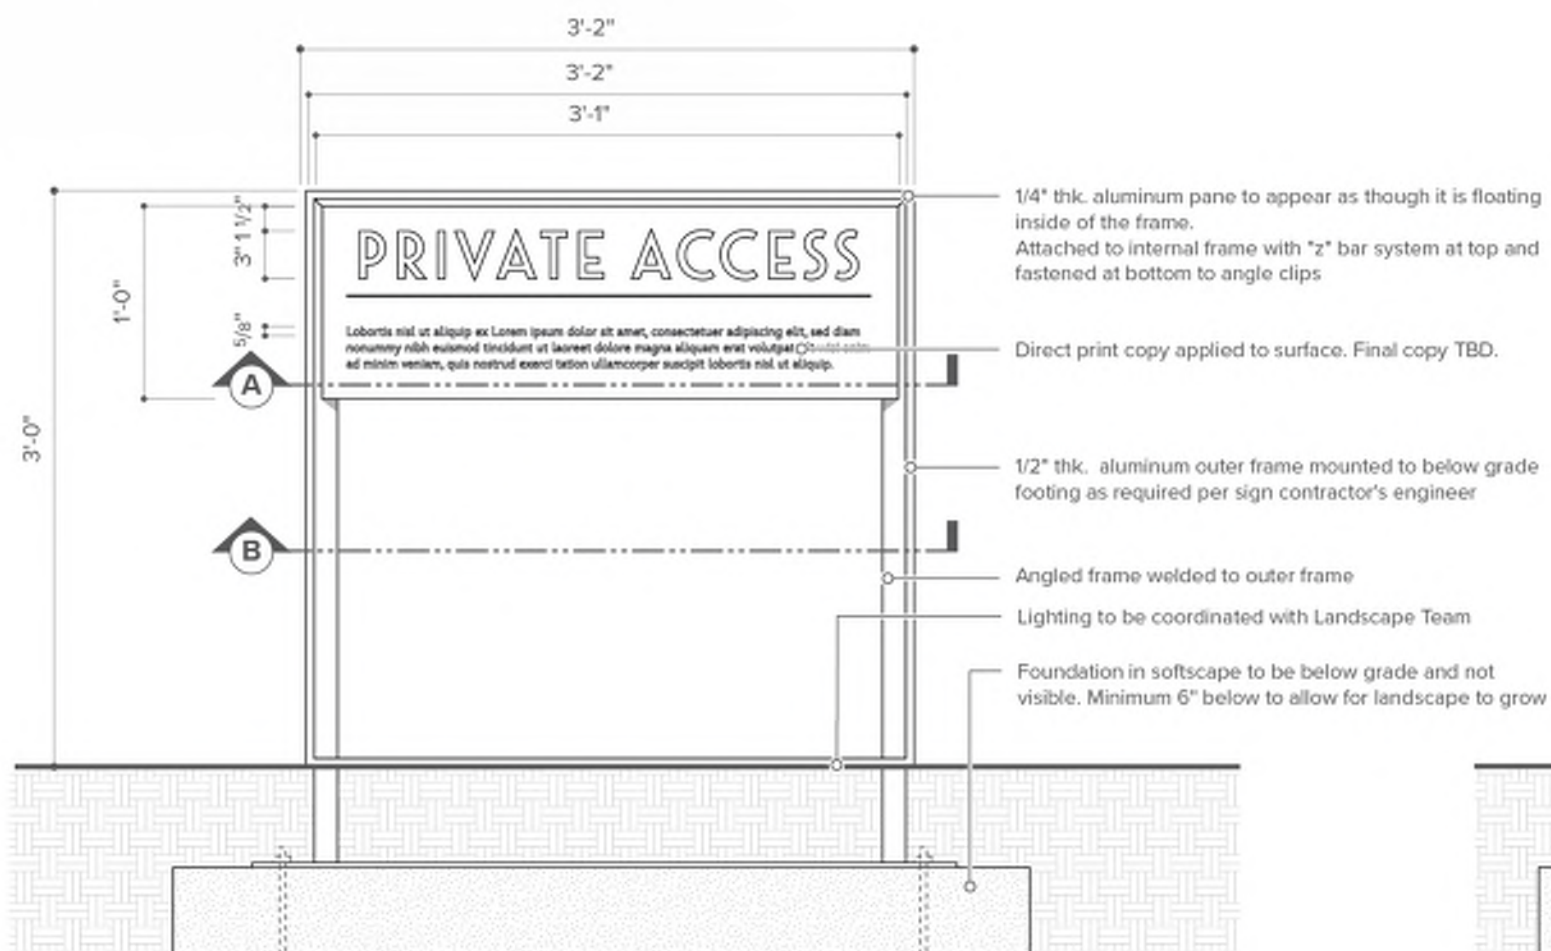 3'-2"
3'-2"
3'-1"
3'-0"
1'-0"
1 1/2"
3"
5/8"
PRIVATE ACCESS
Lobortis nisl ut aliquip ex Lorem ipsum dolor sit amet, consectetuer adipiscing elit, sed diam
nonummy nibh euismod tincidunt ut laoreet dolore magna aliquam erat volutpat
ad minim veniam, quis nostrud exerci tation ullamcorper suscipit lobortis nisl ut aliquip.
A
B
1/4" thk. aluminum pane to appear as though it is floating
inside of the frame.
Attached to internal frame with "z" bar system at top and
fastened at bottom to angle clips
Direct print copy applied to surface. Final copy TBD.
1/2" thk. aluminum outer frame mounted to below grade
footing as required per sign contractor's engineer
Angled frame welded to outer frame
Lighting to be coordinated with Landscape Team
Foundation in softscape to be below grade and not
visible. Minimum 6" below to allow for landscape to grow